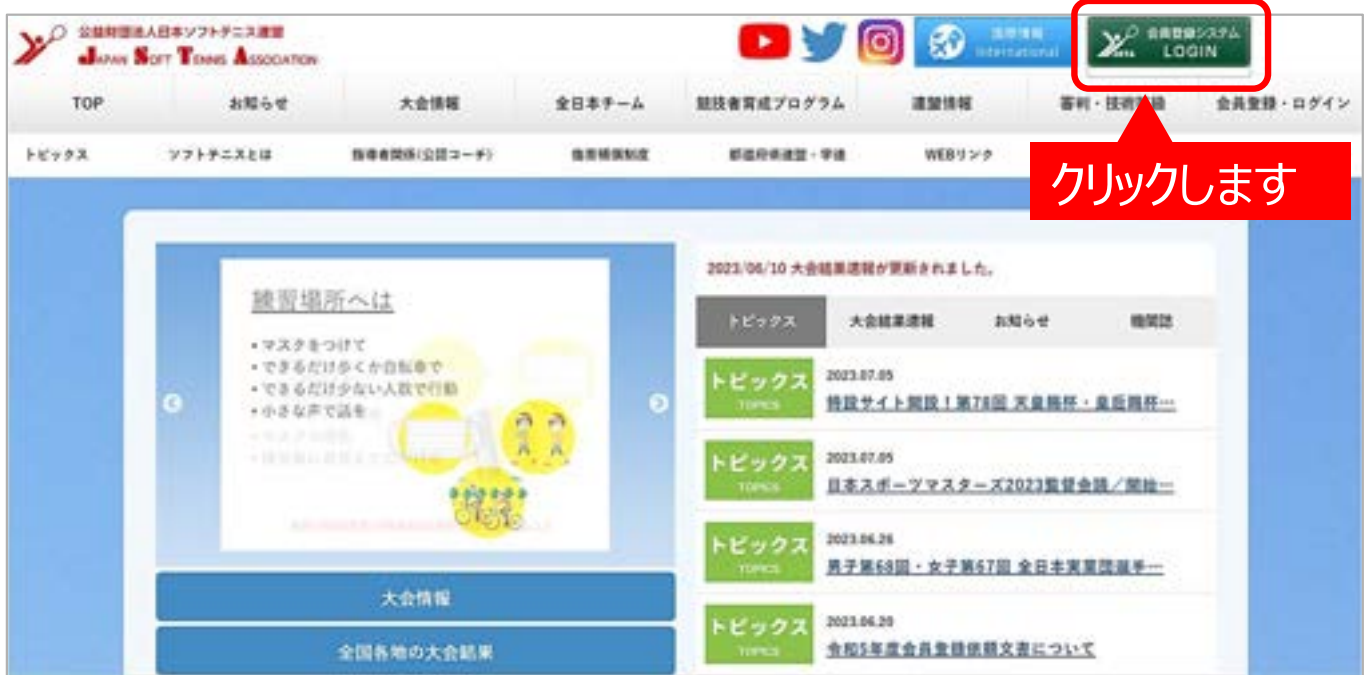 公益財団法人日本ソフトテニス連盟
JAPAN SOFT TENNIS ASSOCIATION
国際情報
International
会員登録システム
LOGIN
TOP お知らせ 大会情報 全日本チーム 競技者育成プログラム 連盟情報 審判・技術等級 会員登録・ログイン
トピックス ソフトテニスとは 指導者関係(公認コーチ) 傷害補償制度 都道府県連盟・学連 WEBリンク
クリックします
練習場所へは
・マスクをつけて
・できるだけ歩くか自転車で
・できるだけ少ない人数で行動
・小さな声で話を
2023/06/10 大会結果速報が更新されました。
トピックス 大会結果速報 お知らせ 機関誌
トピックス
TOPICS
2023.07.05
特設サイト開設！第78回 天皇賜杯・皇后賜杯…
トピックス
TOPICS
2023.07.05
日本スポーツマスターズ2023監督会議／開始…
トピックス
TOPICS
2023.06.26
男子第68回・女子第67回 全日本実業団選手…
トピックス
TOPICS
2023.06.20
令和5年度会員登録依頼文書について
大会情報
全国各地の大会結果